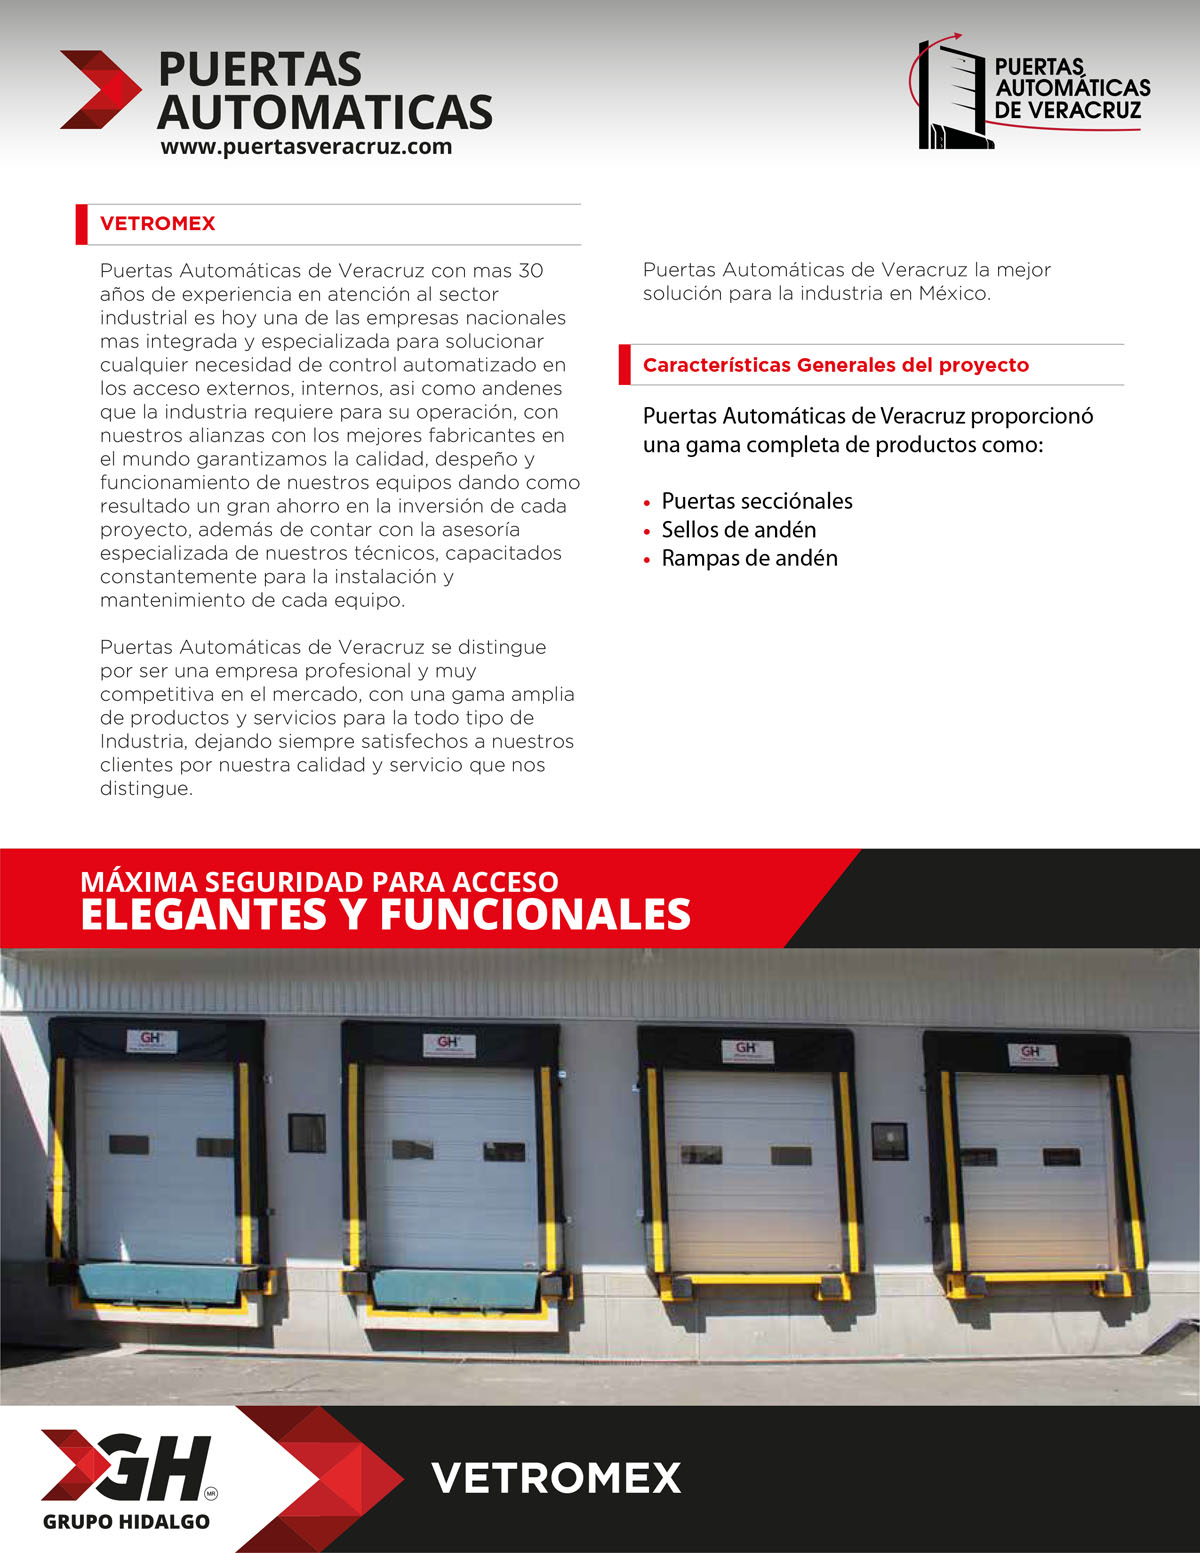 PUERTAS
AUTOMATICAS
www.puertasveracruz.com
PUERTAS
AUTOMÁTICAS
DE VERACRUZ
VETROMEX
Puertas Automáticas de Veracruz con mas 30
años de experiencia en atención al sector
industrial es hoy una de las empresas nacionales
mas integrada y especializada para solucionar
cualquier necesidad de control automatizado en
los acceso externos, internos, asi como andenes
que la industria requiere para su operación, con
nuestros alianzas con los mejores fabricantes en
el mundo garantizamos la calidad, despeño y
funcionamiento de nuestros equipos dando como
resultado un gran ahorro en la inversión de cada
proyecto, además de contar con la asesoría
especializada de nuestros técnicos, capacitados
constantemente para la instalación y
mantenimiento de cada equipo.
Puertas Automáticas de Veracruz se distingue
por ser una empresa profesional y muy
competitiva en el mercado, con una gama amplia
de productos y servicios para la todo tipo de
Industria, dejando siempre satisfechos a nuestros
clientes por nuestra calidad y servicio que nos
distingue.
Puertas Automáticas de Veracruz la mejor
solución para la industria en México.
Características Generales del proyecto
Puertas Automáticas de Veracruz proporcionó
una gama completa de productos como:
• Puertas secciónales
• Sellos de andén
• Rampas de andén
MÁXIMA SEGURIDAD PARA ACCESO
ELEGANTES Y FUNCIONALES
GH
GH
GH
GH
GH
MR
GRUPO HIDALGO
VETROMEX